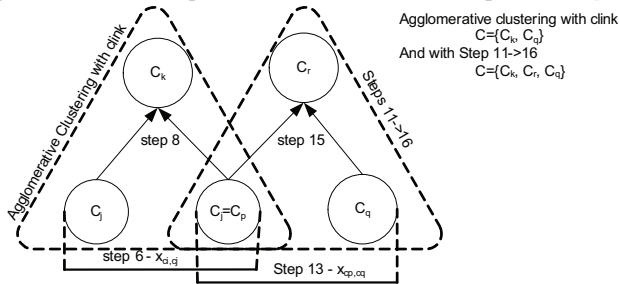 Agglomerative clustering with clink
C={Ck, Cq}
And with Step 11->16
C={Ck, Cr, Cq}
Agglomerative Clustering with clink
Steps 11->16
Ck
Cr
step 8
step 15
Cj
Cj=Cp
Cq
step 6 - xci,cj
Step 13 - xcp,cq